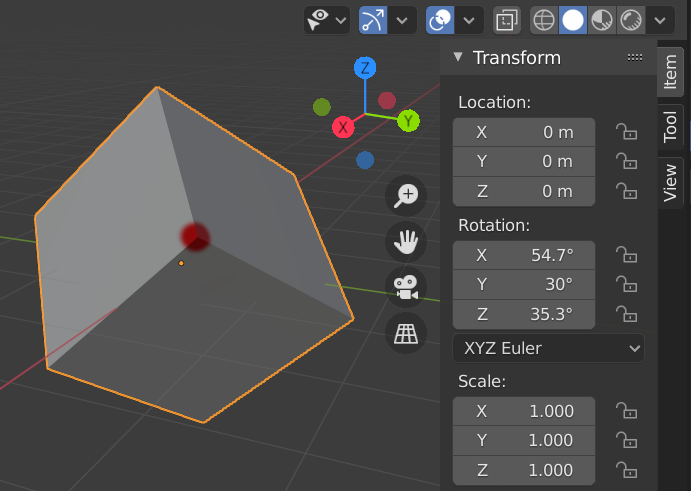 Z
X
Y
Transform
Location:
X 0 m
Y 0 m
Z 0 m
Rotation:
X 54.7°
Y 30°
Z 35.3°
XYZ Euler
Scale:
X 1.000
Y 1.000
Z 1.000
Item
Tool
View